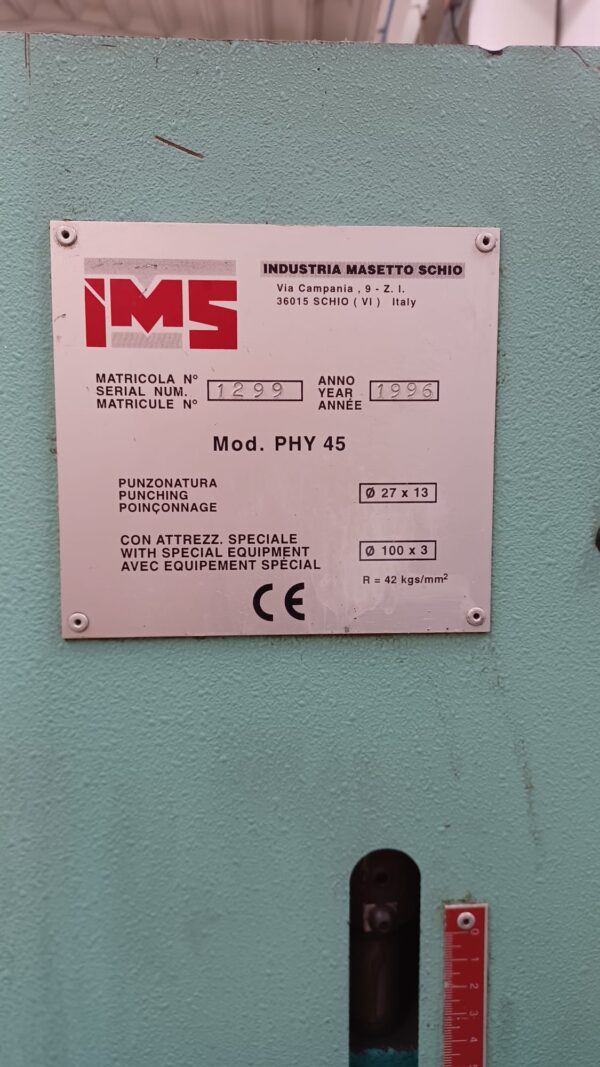 IMS
INDUSTRIA MASETTO SCHIO
Via Campania , 9 - Z. I.
36015 SCHIO ( VI ) Italy
MATRICOLA Nº
SERIAL NUM.
MATRICULE Nº
1299
ANNO
YEAR
ANNÉE
1996
Mod. PHY 45
PUNZONATURA
PUNCHING
POINÇONNAGE
Ø 27 x 13
CON ATTREZZ. SPECIALE
WITH SPECIAL EQUIPMENT
AVEC EQUIPEMENT SPÉCIAL
Ø 100 x 3
R = 42 kgs/mm²
CE
0
1
2
3
4